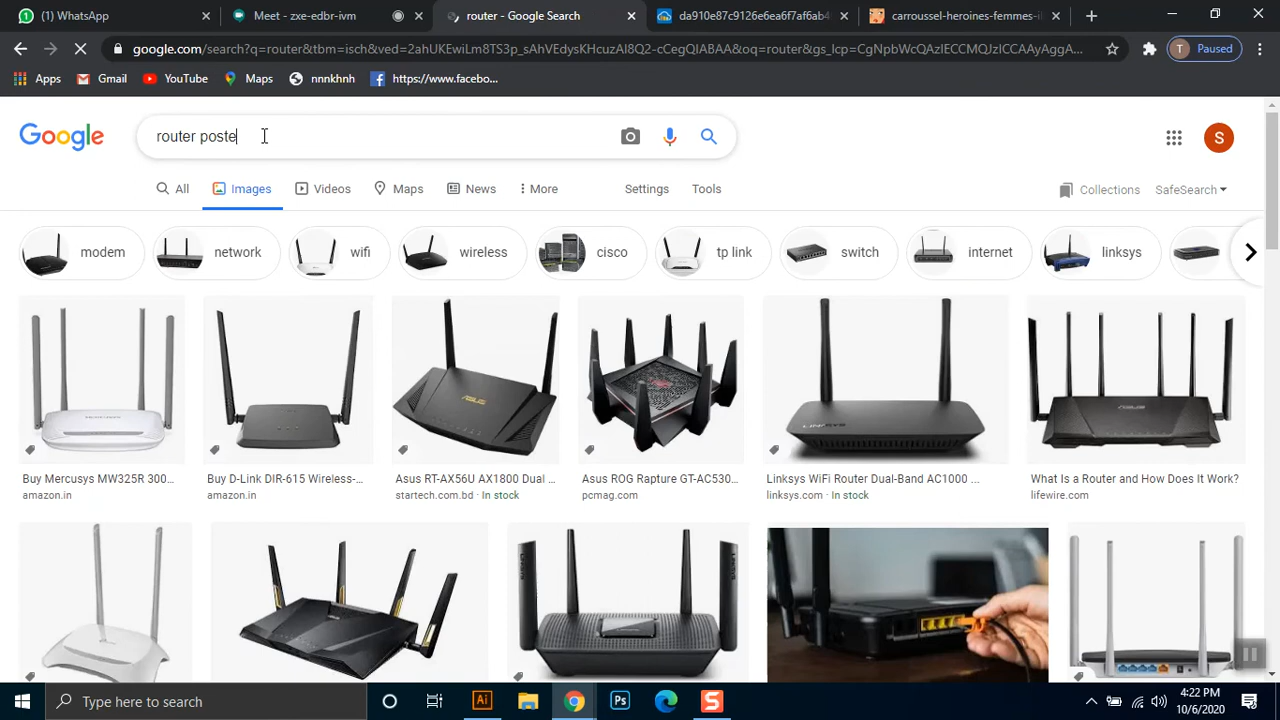 (1) WhatsApp
Meet - zxe-edbr-ivm
router - Google Search
da910e87c9126e6ea6f7af6ab4
carroussel-heroines-femmes-i
google.com/search?q=router&tbm=isch&ved=2ahUKEwiLm8TS3p_sAhVEdysKHcuzAI8Q2-cCegQIABAA&oq=router&gs_lcp=CgNpbWcQAzIECCMQJzICCAAyAggA...
T Paused
Apps Gmail YouTube Maps nnnkhnh https://www.facebo...
Google
router poste
S
All Images Videos Maps News More Settings Tools
Collections SafeSearch
modem network wifi wireless cisco tp link switch internet linksys
Buy Mercusys MW325R 300...
amazon.in
Buy D-Link DIR-615 Wireless-...
amazon.in
Asus RT-AX56U AX1800 Dual ...
startech.com.bd - In stock
Asus ROG Rapture GT-AC530...
pcmag.com
Linksys WiFi Router Dual-Band AC1000 ...
linksys.com - In stock
What Is a Router and How Does It Work?
lifewire.com
Type here to search
Ai
Ps
S
4:22 PM
10/6/2020